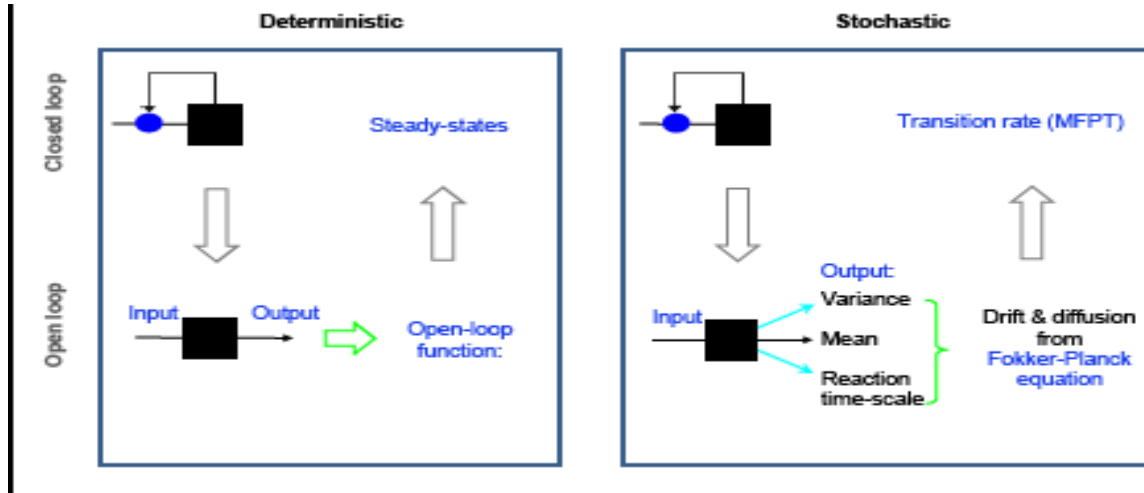 Deterministic
Stochastic
Closed loop
Steady-states
Transition rate (MFPT)
Open loop
Input
Output
Open-loop
function:
Input
Output:
Variance
Mean
Reaction
time-scale
Drift & diffusion
from
Fokker-Planck
equation